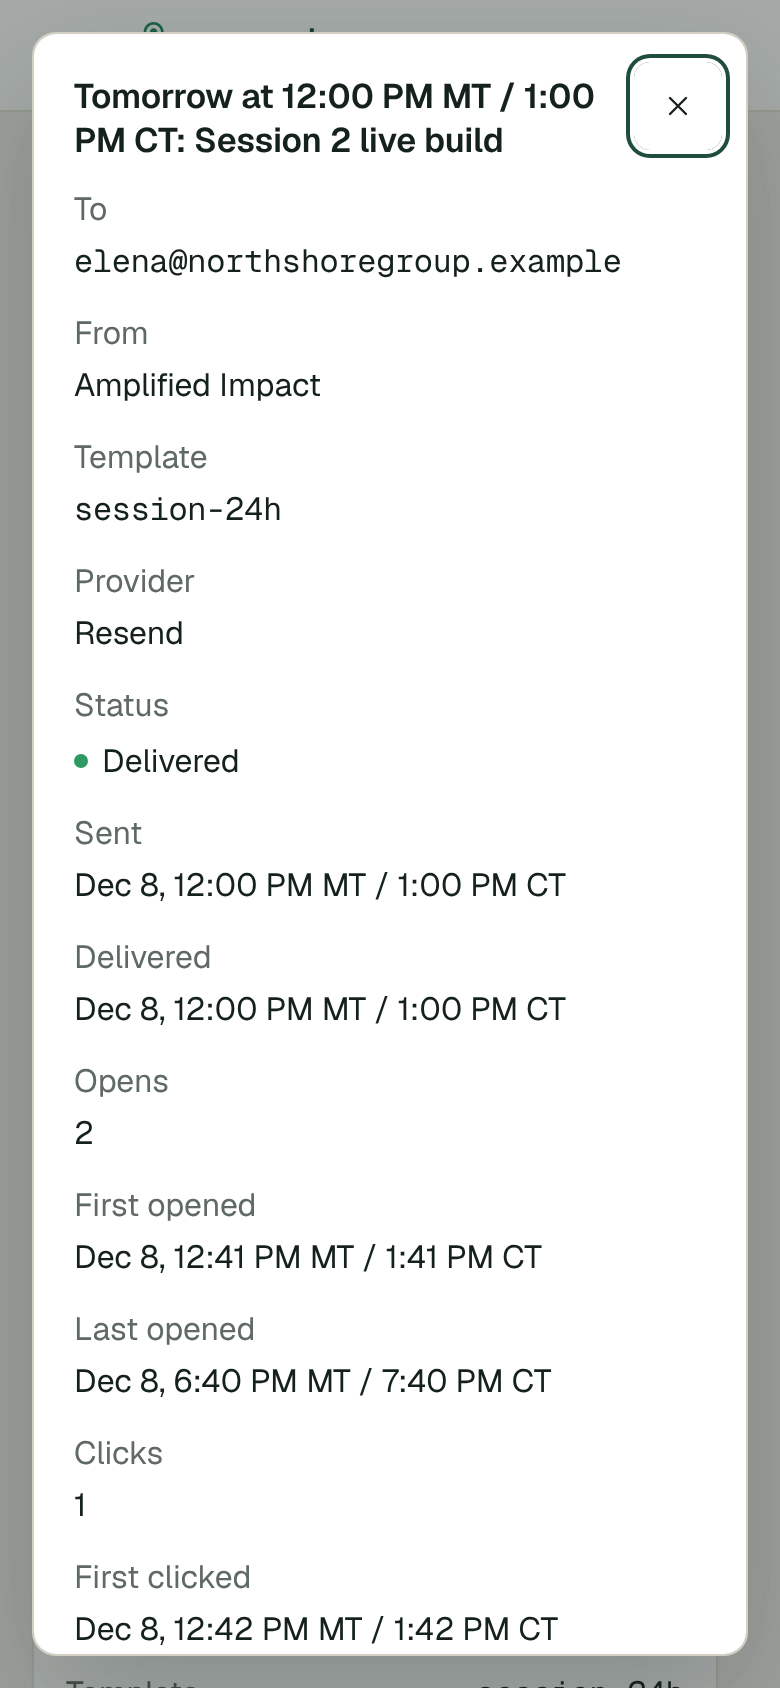 Tomorrow at 12:00 PM MT / 1:00
PM CT: Session 2 live build
To
elena@northshoregroup.example
From
Amplified Impact
Template
session-24h
Provider
Resend
Status
Delivered
Sent
Dec 8, 12:00 PM MT / 1:00 PM CT
Delivered
Dec 8, 12:00 PM MT / 1:00 PM CT
Opens
2
First opened
Dec 8, 12:41 PM MT / 1:41 PM CT
Last opened
Dec 8, 6:40 PM MT / 7:40 PM CT
Clicks
1
First clicked
Dec 8, 12:42 PM MT / 1:42 PM CT
Template session-24h